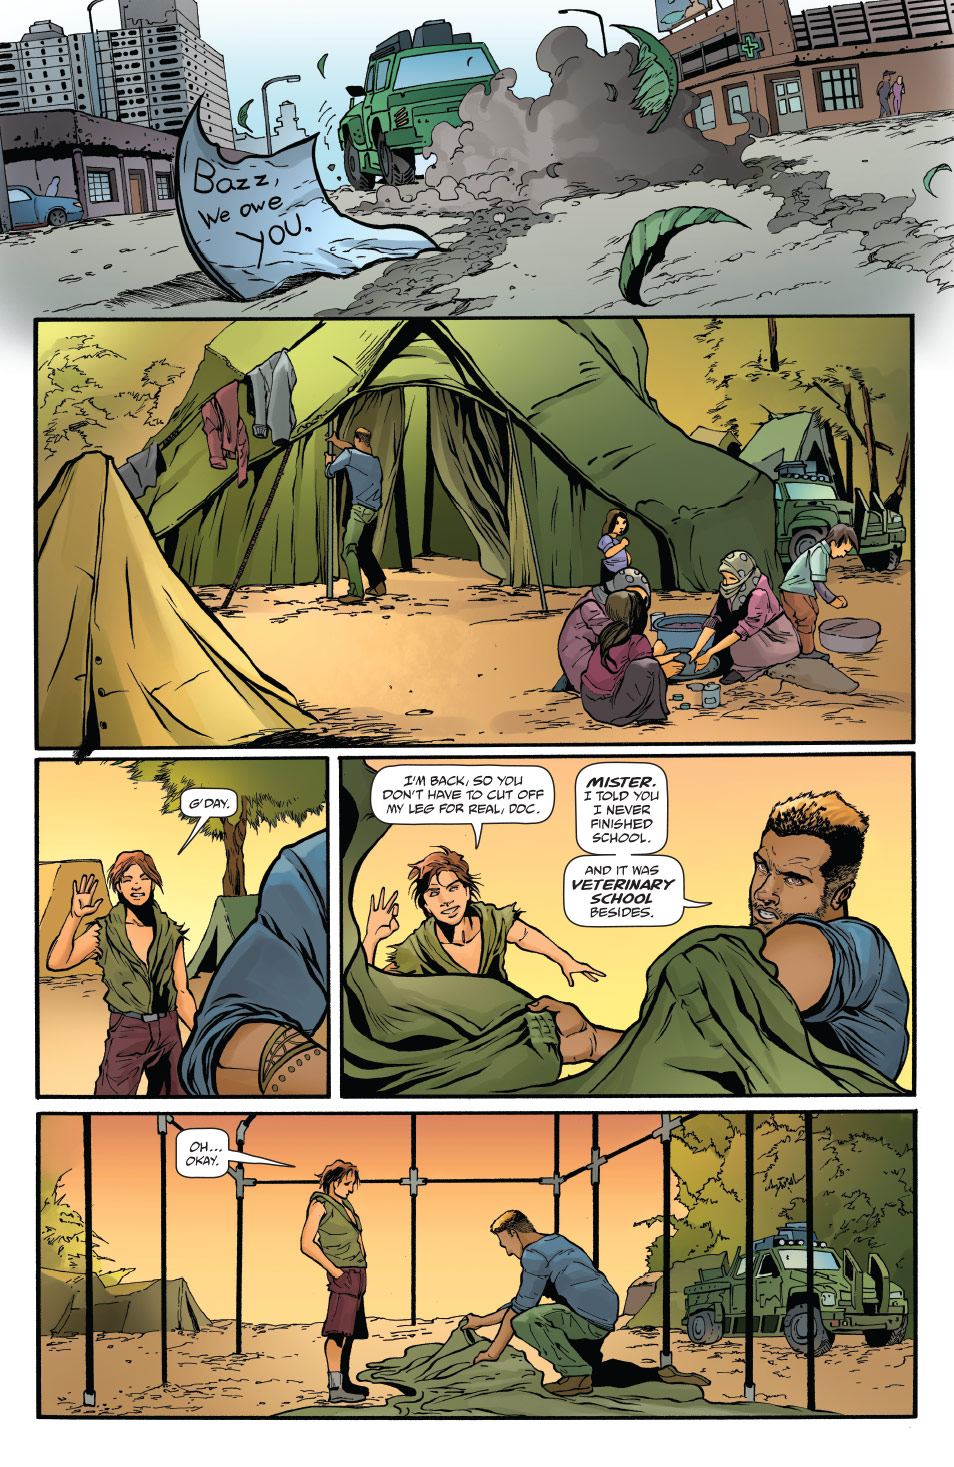 Bazz,
We owe
YOU.
G'DAY.
I'M BACK, SO YOU
DON'T HAVE TO CUT OFF
MY LEG FOR REAL, DOC.
MISTER.
I TOLD YOU
I NEVER
FINISHED
SCHOOL.
AND IT WAS
VETERINARY
SCHOOL
BESIDES.
OH...
OKAY.